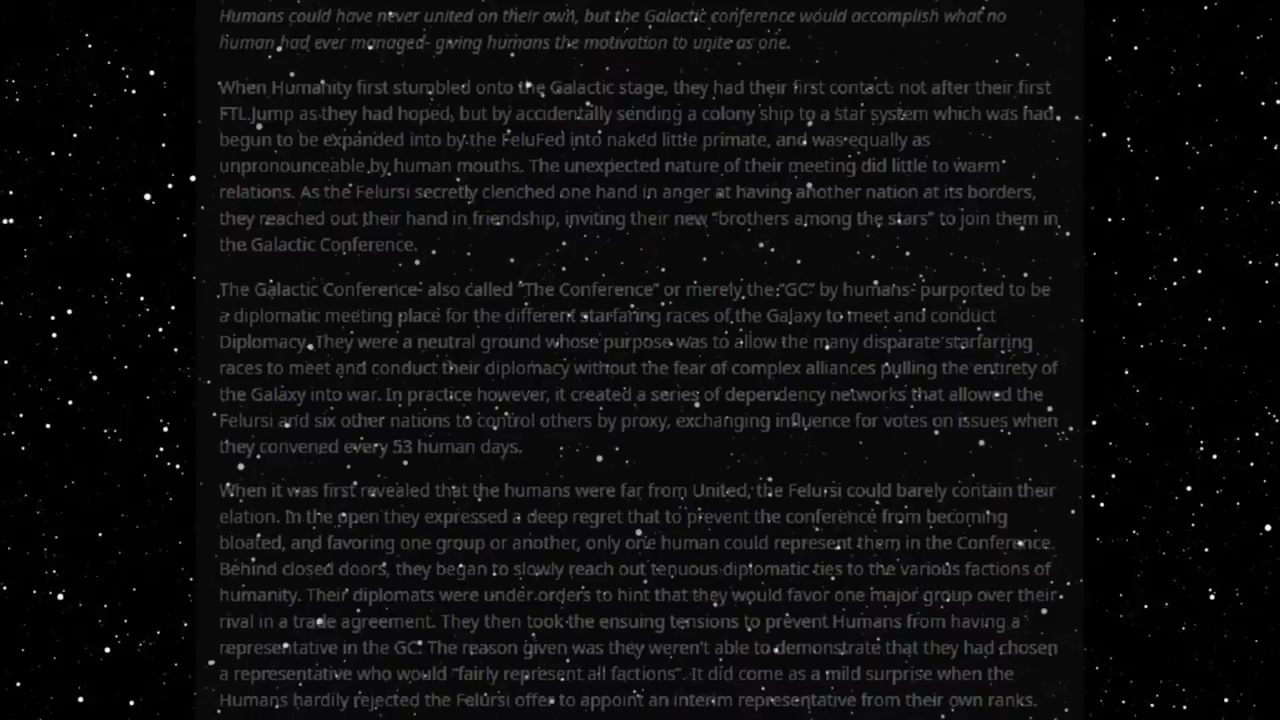 Humans could have never united on their own, but the Galactic conference would accomplish what no
human had ever managed- giving humans the motivation to unite as one.
When Humanity first stumbled onto the Galactic stage, they had their first contact: not after their first
FTL Jump as they had hoped, but by accidentally sending a colony ship to a star system which was had
begun to be expanded into by the FeluFed into naked little primate, and was equally as
unpronounceable by human mouths. The unexpected nature of their meeting did little to warm
relations. As the Felursi secretly clenched one hand in anger at having another nation at its borders,
they reached out their hand in friendship, inviting their new "brothers among the stars" to join them in
the Galactic Conference.
The Galactic Conference- also called "The Conference" or merely the "GC" by humans- purported to be
a diplomatic meeting place for the different starfaring races of the Galaxy to meet and conduct
Diplomacy. They were a neutral ground whose purpose was to allow the many disparate starfarring
races to meet and conduct their diplomacy without the fear of complex alliances pulling the entirety of
the Galaxy into war. In practice however, it created a series of dependency networks that allowed the
Felursi and six other nations to control others by proxy, exchanging influence for votes on issues when
they convened every 53 human days.
When it was first revealed that the humans were far from United, the Felursi could barely contain their
elation. In the open they expressed a deep regret that to prevent the conference from becoming
bloated, and favoring one group or another, only one human could represent them in the Conference.
Behind closed doors, they began to slowly reach out tenuous diplomatic ties to the various factions of
humanity. Their diplomats were under orders to hint that they would favor one major group over their
rival in a trade agreement. They then took the ensuing tensions to prevent Humans from having a
representative in the GC. The reason given was they weren't able to demonstrate that they had chosen
a representative who would "fairly represent all factions". It did come as a mild surprise when the
Humans hardily rejected the Felursi offer to appoint an interim representative from their own ranks.